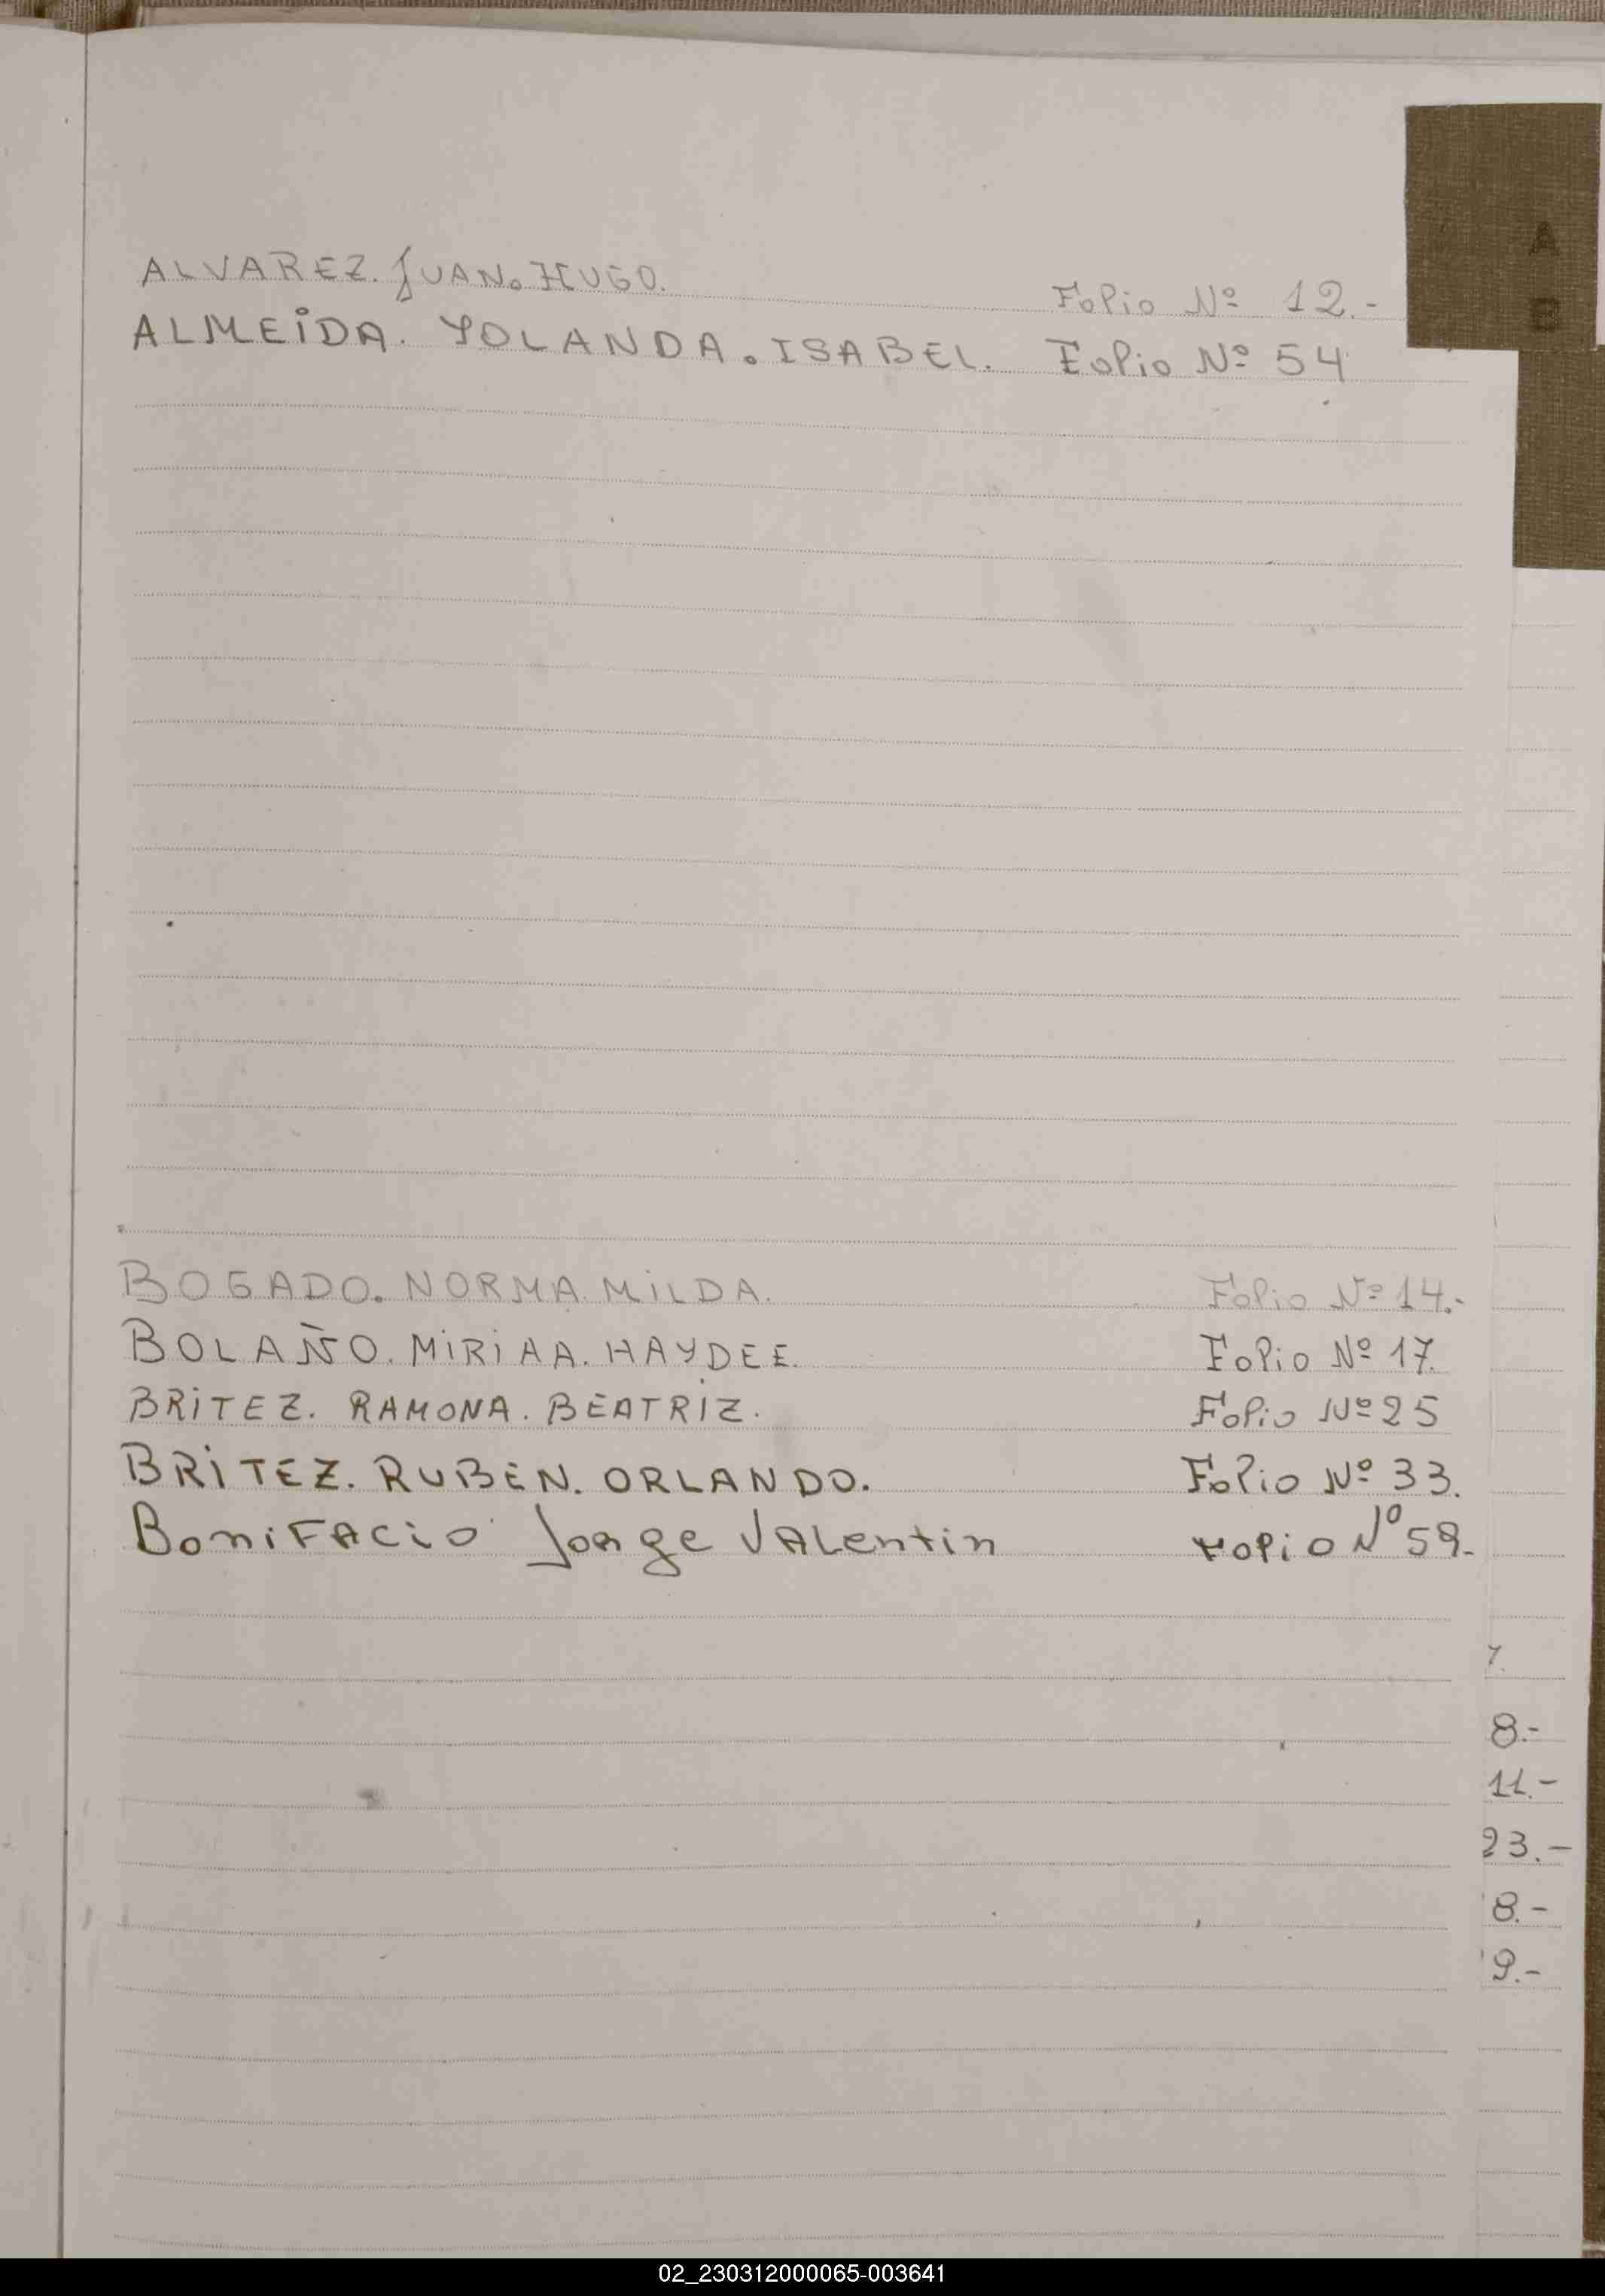 A
B
ALVAREZ. JUAN. HUGO. Folio Nº 12.-
ALMEIDA. YOLANDA. ISABEL. Folio Nº 54
BOGADO. NORMA MILDA. Folio Nº 14.-
BOLAÑO. MIRIAA. HAYDEE. Folio Nº 17.
BRITEZ. RAMONA. BEATRIZ. Folio Nº 25
BRITEZ. RUBEN. ORLANDO. Folio Nº 33.
BoniFAcio Jorge VALentin Folio Nº 59-
7.
8.-
11.-
23.-
8.-
9.-
02_230312000065-003641